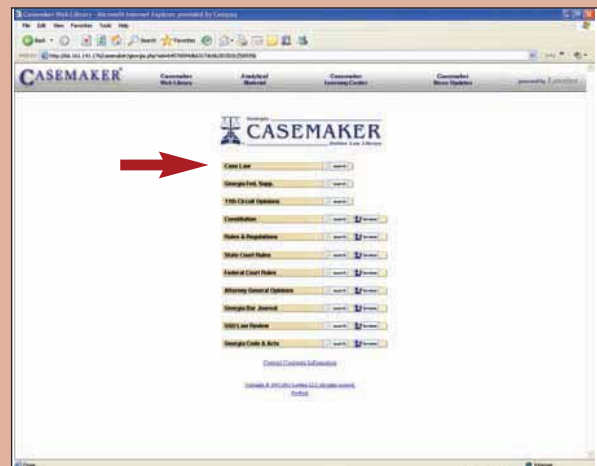 Casemaker Web Library - Microsoft Internet Explorer provided by Compaq
File Edit View Favorites Tools Help
Search Favorites
CASEMAKER®
Casemaker Web Library
Analytical Material
Casemaker Learning Center
Casemaker News Updates
powered by Lawriter
Georgia
CASEMAKER
Online Law Library
Case Law search
Georgia Fed. Supp. search
11th Circuit Opinions search
Constitution search browse
Rules & Regulations search browse
State Court Rules search browse
Federal Court Rules search browse
Attorney General Opinions search browse
Georgia Bar Journal search browse
GSU Law Review search browse
Georgia Code & Acts search browse
Current Contents Information
Internet